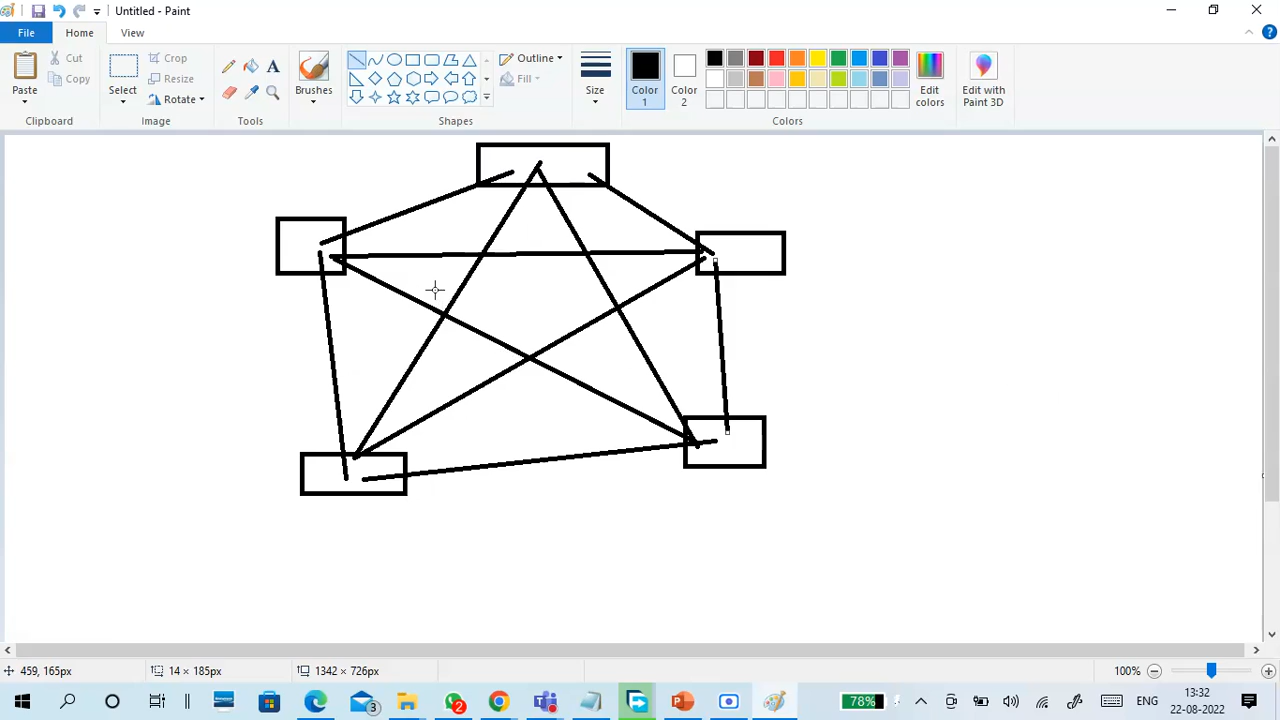 Untitled - Paint
File
Home
View
Paste
Cut
Copy
Clipboard
Select
Crop
Resize
Rotate
Image
A
Tools
Brushes
Shapes
Outline
Fill
Size
Color 1
Color 2
Edit colors
Colors
Edit with Paint 3D
459, 165px
14 × 185px
1342 × 726px
100%
3
2
78%
ENG
13:32
22-08-2022